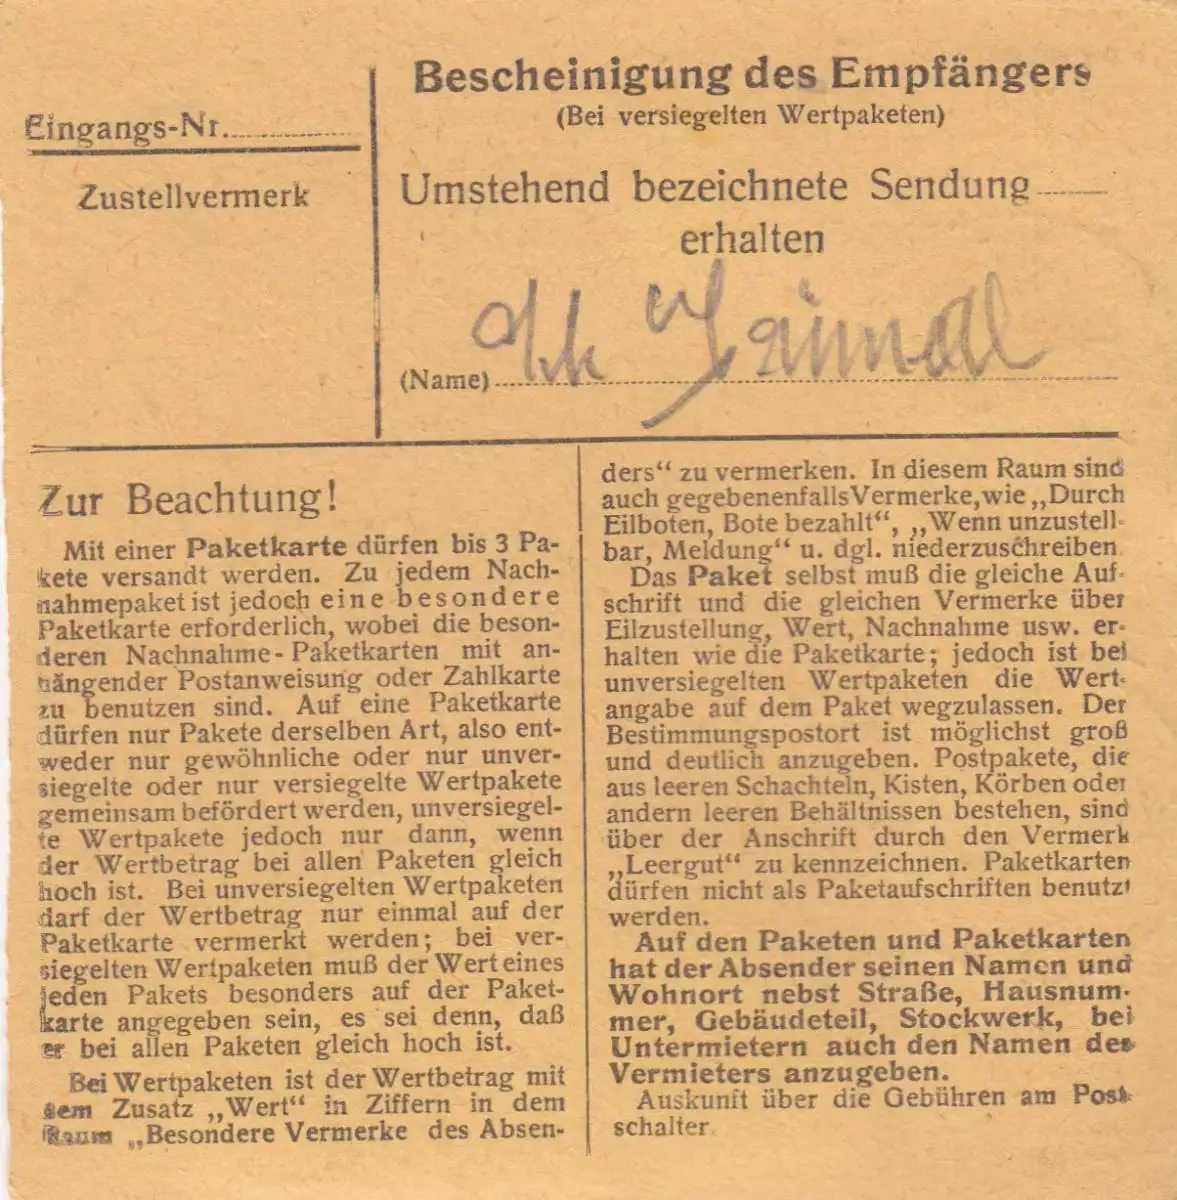 Eingangs-Nr.
Zustellvermerk
Bescheinigung des Empfängers
(Bei versiegelten Wertpaketen)
Umstehend bezeichnete Sendung
erhalten
(Name)
Zur Beachtung!
Mit einer Paketkarte dürfen bis 3 Pa-
kete versandt werden. Zu jedem Nach-
nahmepaket ist jedoch eine besondere
Paketkarte erforderlich, wobei die beson-
deren Nachnahme-Paketkarten mit an-
hängender Postanweisung oder Zahlkarte
zu benutzen sind. Auf eine Paketkarte
dürfen nur Pakete derselben Art, also ent-
weder nur gewöhnliche oder nur unver-
siegelte oder nur versiegelte Wertpakete
gemeinsam befördert werden, unversiegel-
te Wertpakete jedoch nur dann, wenn
der Wertbetrag bei allen Paketen gleich
hoch ist. Bei unversiegelten Wertpaketen
darf der Wertbetrag nur einmal auf der
Paketkarte vermerkt werden; bei ver-
siegelten Wertpaketen muß der Wert eines
jeden Pakets besonders auf der Paket-
karte angegeben sein, es sei denn, daß
er bei allen Paketen gleich hoch ist.
Bei Wertpaketen ist der Wertbetrag mit
dem Zusatz „Wert“ in Ziffern in dem
Raum „Besondere Vermerke des Absen-
ders“ zu vermerken. In diesem Raum sind
auch gegebenenfalls Vermerke, wie „Durch
Eilboten, Bote bezahlt“, „Wenn unzustell-
bar, Meldung“ u. dgl. niederzuschreiben
Das Paket selbst muß die gleiche Auf-
schrift und die gleichen Vermerke über
Eilzustellung, Wert, Nachnahme usw. er-
halten wie die Paketkarte; jedoch ist bei
unversiegelten Wertpaketen die Wert-
angabe auf dem Paket wegzulassen. Der
Bestimmungspostort ist möglichst groß
und deutlich anzugeben. Postpakete, die
aus leeren Schachteln, Kisten, Körben oder
andern leeren Behältnissen bestehen, sind
über der Anschrift durch den Vermerk
„Leergut“ zu kennzeichnen. Paketkarten
dürfen nicht als Paketaufschriften benutzt
werden.
Auf den Paketen und Paketkarten
hat der Absender seinen Namen und
Wohnort nebst Straße, Hausnum-
mer, Gebäudeteil, Stockwerk, bei
Untermietern auch den Namen des
Vermieters anzugeben.
Auskunft über die Gebühren am Post-
schalter.